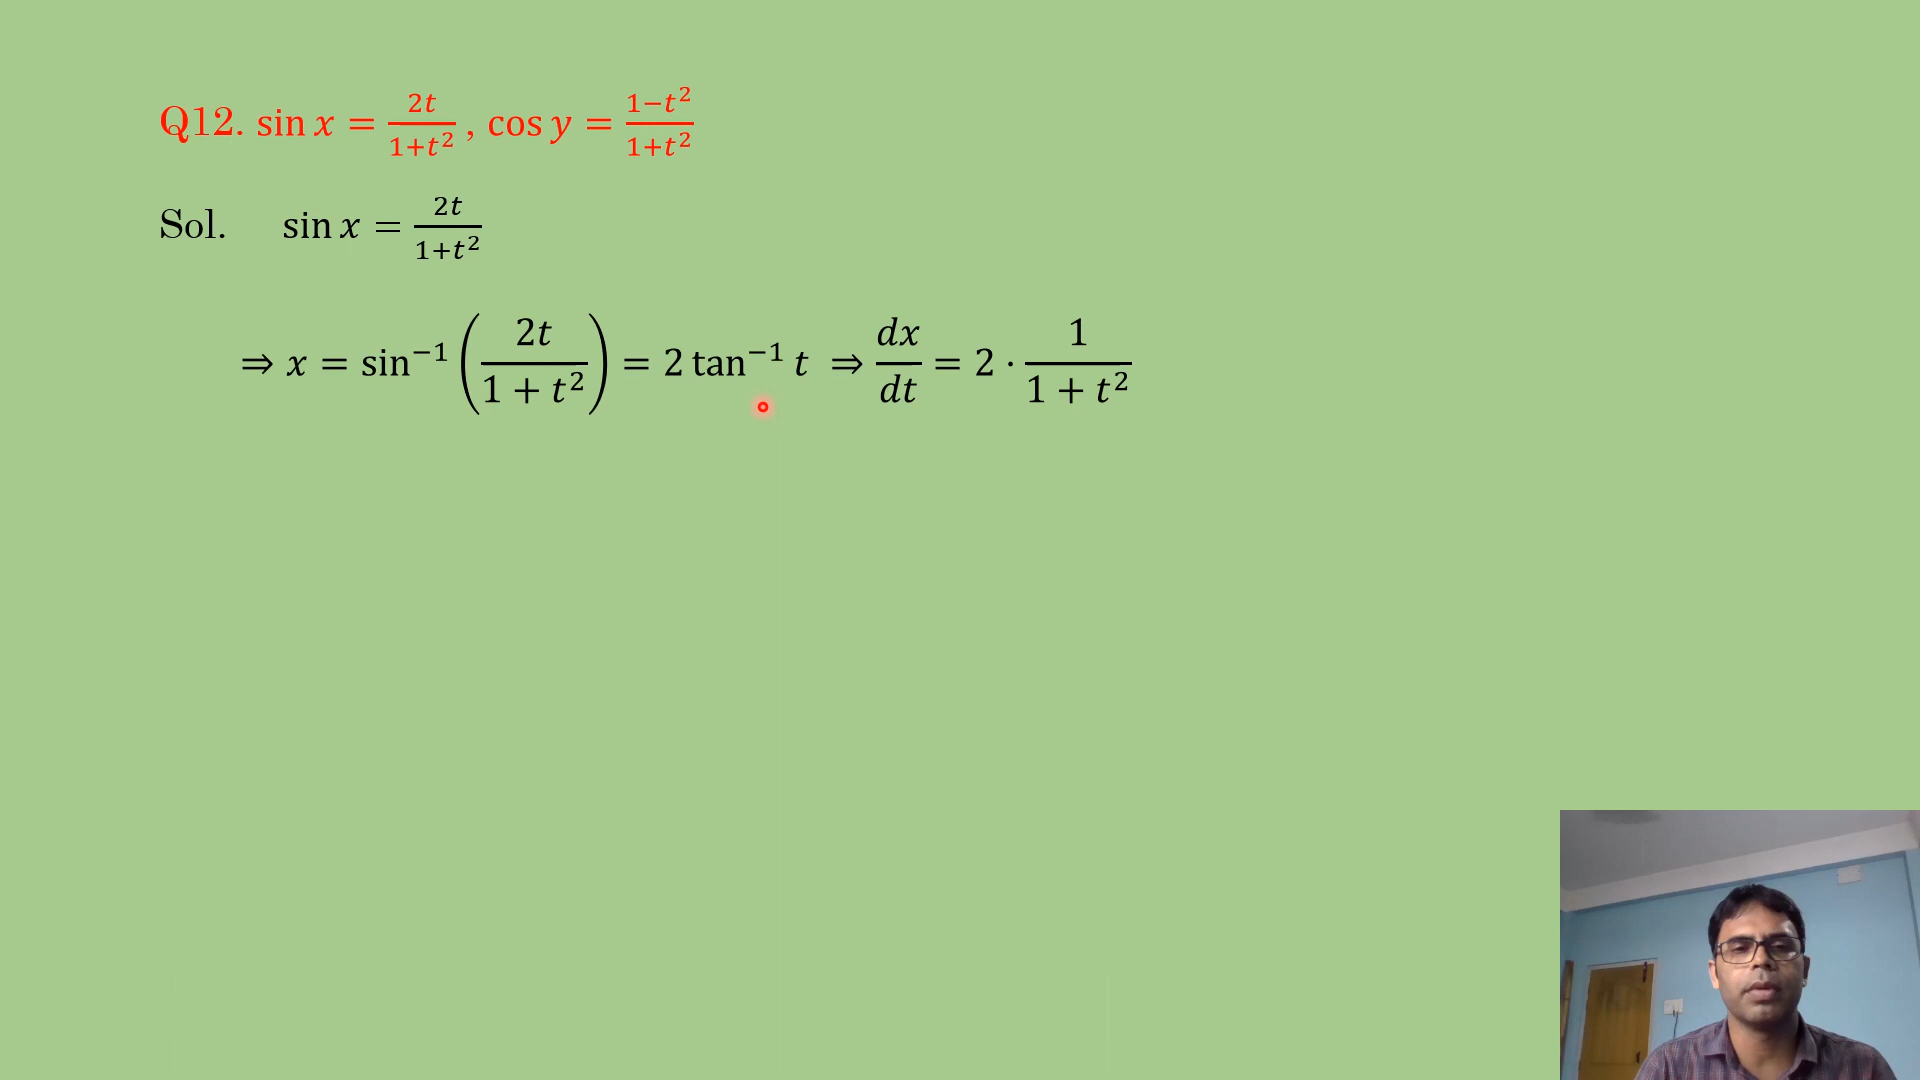 Q12. sin x = 2t/(1+t²) , cos y = (1−t²)/(1+t²)
Sol. sin x = 2t/(1+t²)
⇒ x = sin⁻¹ (2t/(1 + t²)) = 2 tan⁻¹ t ⇒ dx/dt = 2 · 1/(1 + t²)